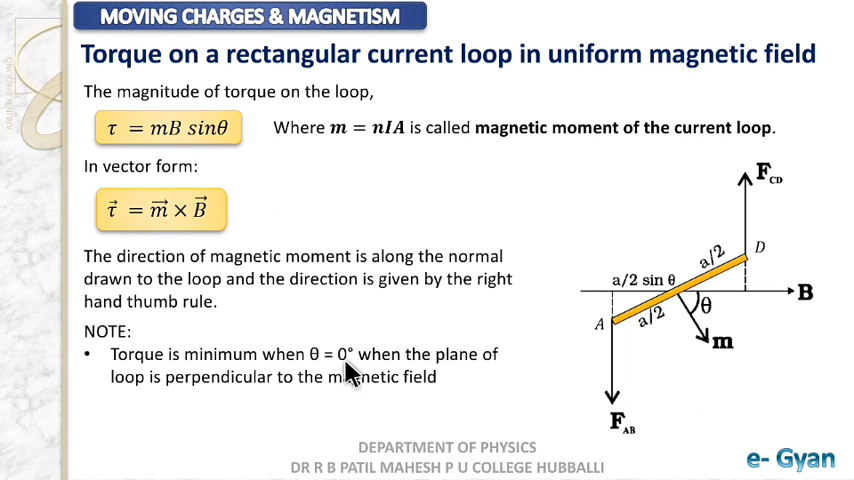 MOVING CHARGES & MAGNETISM
Torque on a rectangular current loop in uniform magnetic field
The magnitude of torque on the loop,
τ = mB sinθ
Where m = nIA is called magnetic moment of the current loop.
In vector form:
τ⃗ = m⃗ × B⃗
The direction of magnetic moment is along the normal
drawn to the loop and the direction is given by the right
hand thumb rule.
NOTE:
• Torque is minimum when θ = 0° when the plane of
loop is perpendicular to the magnetic field
F_CD
D
a/2
a/2 sin θ
B
θ
a/2
A
m
F_AB
DEPARTMENT OF PHYSICS
DR R B PATIL MAHESH P U COLLEGE HUBBALLI
e- Gyan